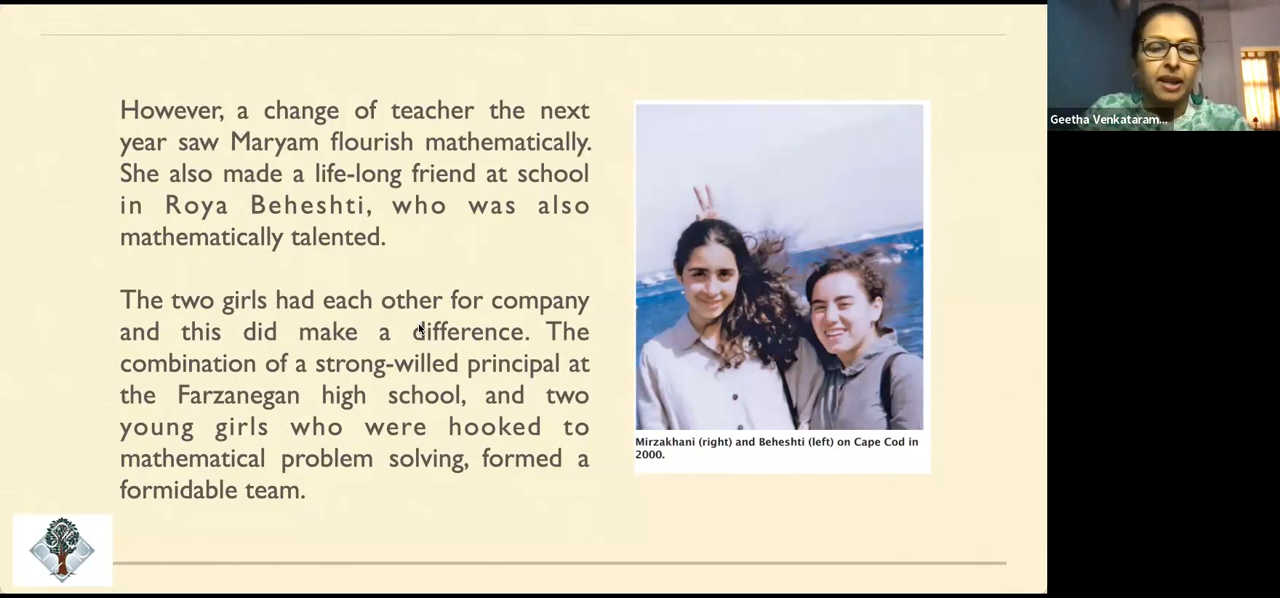 However, a change of teacher the next
year saw Maryam flourish mathematically.
She also made a life-long friend at school
in Roya Beheshti, who was also
mathematically talented.
The two girls had each other for company
and this did make a difference. The
combination of a strong-willed principal at
the Farzanegan high school, and two
young girls who were hooked to
mathematical problem solving, formed a
formidable team.
Mirzakhani (right) and Beheshti (left) on Cape Cod in
2000.
Geetha Venkataram...